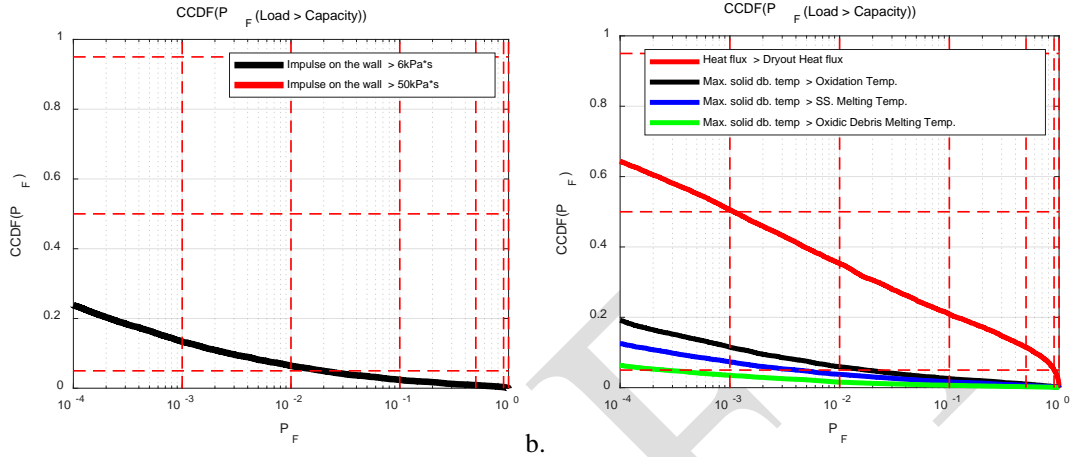 CCDF(P F (Load > Capacity))
1
0.8
0.6
0.4
0.2
0
CCDF(P F)
10-4 10-3 10-2 10-1 100
P F
Impulse on the wall > 6kPa*s
Impulse on the wall > 50kPa*s
b.
CCDF(P F (Load > Capacity))
1
0.8
0.6
0.4
0.2
0
CCDF(P F)
10-4 10-3 10-2 10-1 100
P F
Heat flux > Dryout Heat flux
Max. solid db. temp > Oxidation Temp.
Max. solid db. temp > SS. Melting Temp.
Max. solid db. temp > Oxidic Debris Melting Temp.